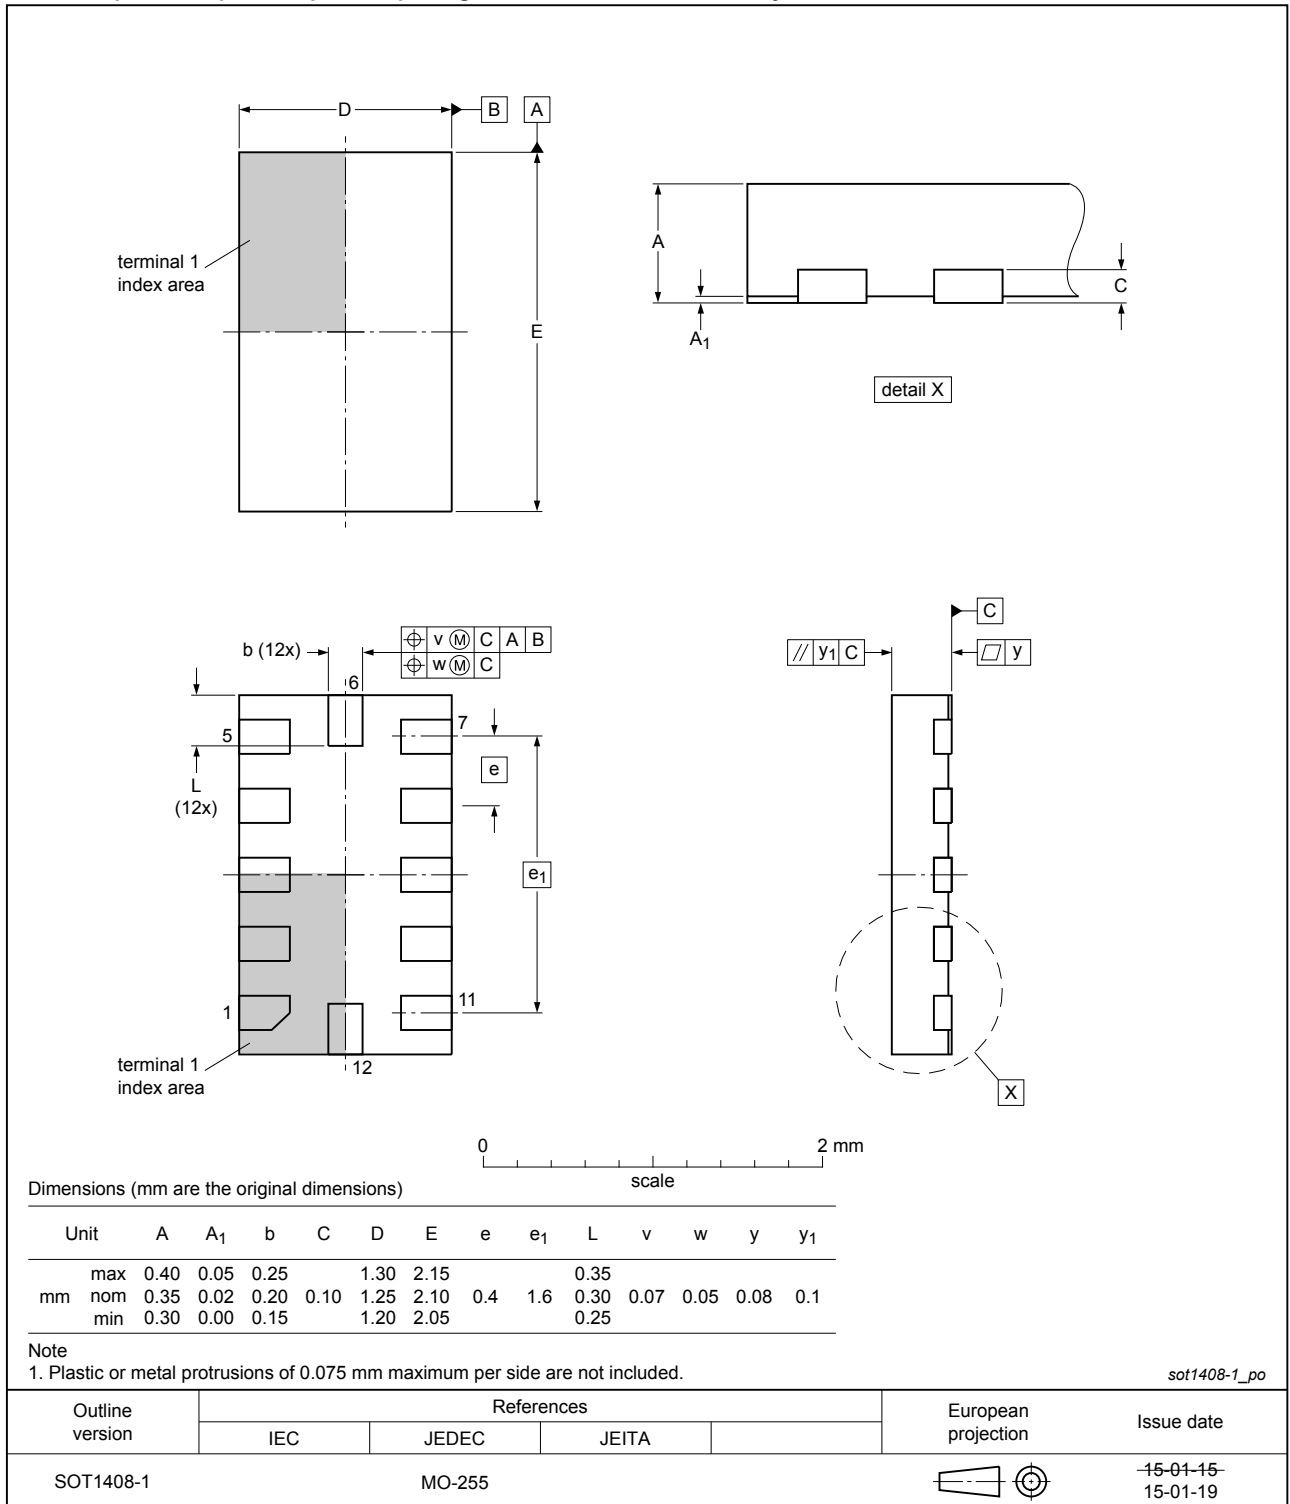 D B A
terminal 1
index area
E
A
A1
C
detail X
C
b (12x)
v M C A B
w M C
// y1 C
y
6
5
7
e
L
(12x)
e1
1
11
terminal 1
index area
12
X
0 2 mm
scale
Dimensions (mm are the original dimensions)
Unit A A1 b C D E e e1 L v w y y1
max 0.40 0.05 0.25 1.30 2.15 0.35
mm nom 0.35 0.02 0.20 0.10 1.25 2.10 0.4 1.6 0.30 0.07 0.05 0.08 0.1
min 0.30 0.00 0.15 1.20 2.05 0.25
Note
1. Plastic or metal protrusions of 0.075 mm maximum per side are not included.
sot1408-1_po
Outline
version
References
IEC JEDEC JEITA
European
projection
Issue date
SOT1408-1 MO-255
15-01-15
15-01-19